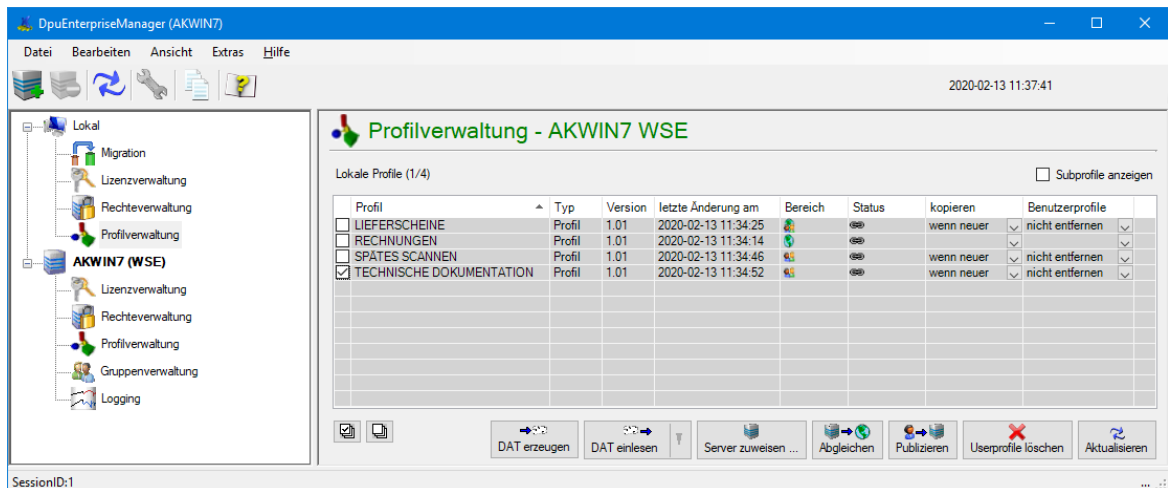 DpuEnterpriseManager (AKWIN7)
Datei Bearbeiten Ansicht Extras Hilfe
2020-02-13 11:37:41
Lokal
Migration
Lizenzverwaltung
Rechteverwaltung
Profilverwaltung
AKWIN7 (WSE)
Lizenzverwaltung
Rechteverwaltung
Profilverwaltung
Gruppenverwaltung
Logging
Profilverwaltung - AKWIN7 WSE
Lokale Profile (1/4) Subprofile anzeigen
Profil Typ Version letzte Änderung am Bereich Status kopieren Benutzerprofile
LIEFERSCHEINE Profil 1.01 2020-02-13 11:34:25 wenn neuer nicht entfernen
RECHNUNGEN Profil 1.01 2020-02-13 11:34:14
SPÄTES SCANNEN Profil 1.01 2020-02-13 11:34:46 wenn neuer nicht entfernen
TECHNISCHE DOKUMENTATION Profil 1.01 2020-02-13 11:34:52 wenn neuer nicht entfernen
DAT erzeugen DAT einlesen Server zuweisen ... Abgleichen Publizieren Userprofile löschen Aktualisieren
SessionID:1 ...